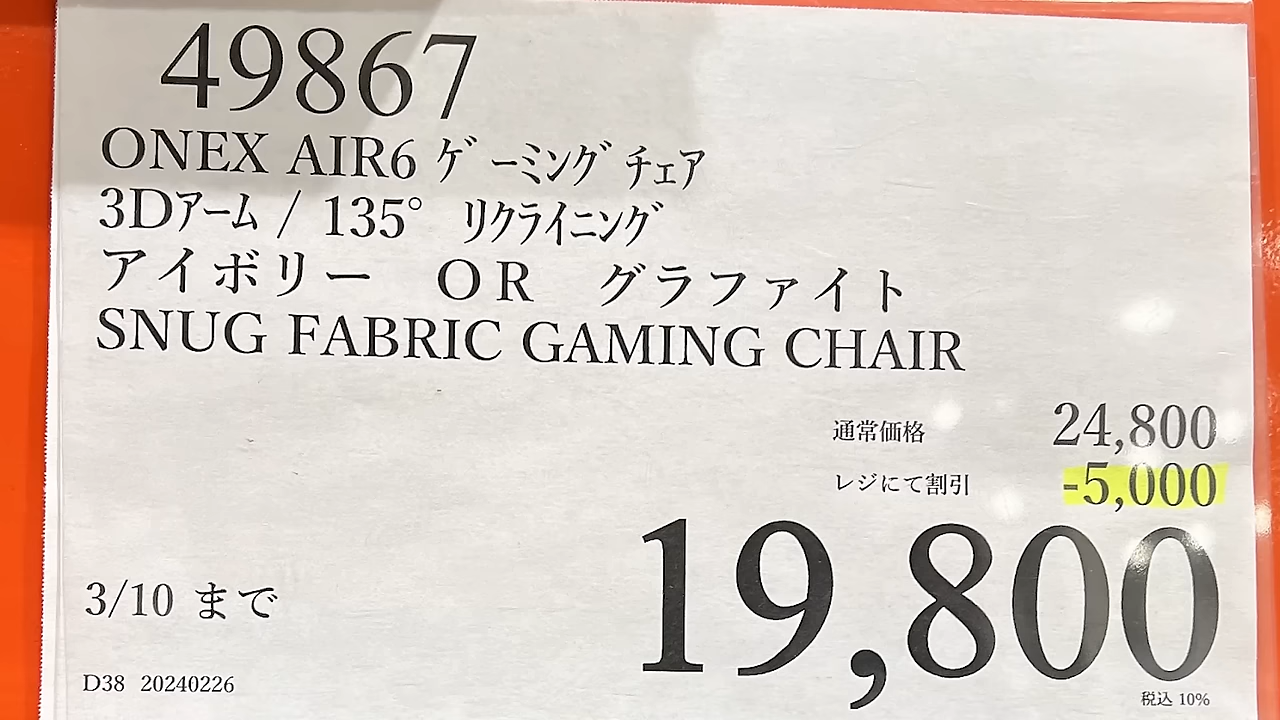 49867
ONEX AIR6 ｹﾞｰﾐﾝｸﾞﾁｪｱ
3Dｱｰﾑ / 135° ﾘｸﾗｲﾆﾝｸﾞ
アイボリー　OR　グラファイト
SNUG FABRIC GAMING CHAIR
通常価格 24,800
レジにて割引 -5,000
19,800
3/10 まで
D38 20240226
税込 10%